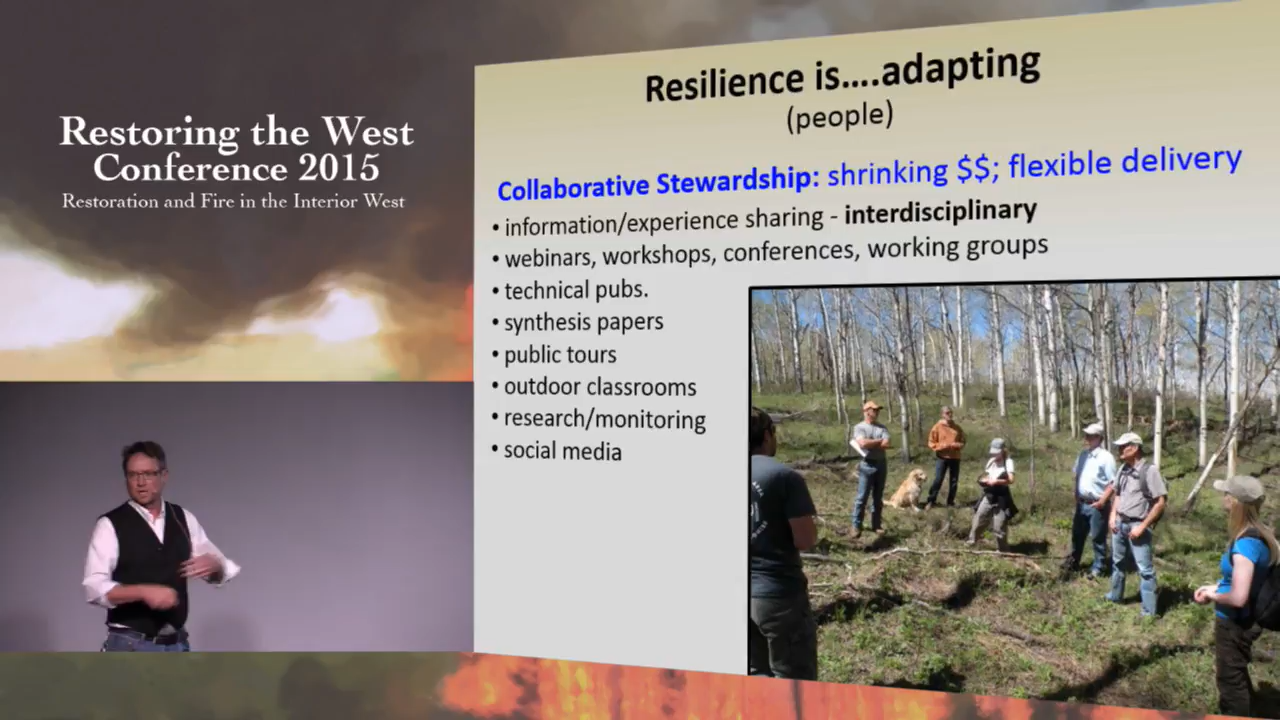 Restoring the West
Conference 2015
Restoration and Fire in the Interior West
Resilience is....adapting
(people)
Collaborative Stewardship: shrinking $$; flexible delivery
• information/experience sharing - interdisciplinary
• webinars, workshops, conferences, working groups
• technical pubs.
• synthesis papers
• public tours
• outdoor classrooms
• research/monitoring
• social media